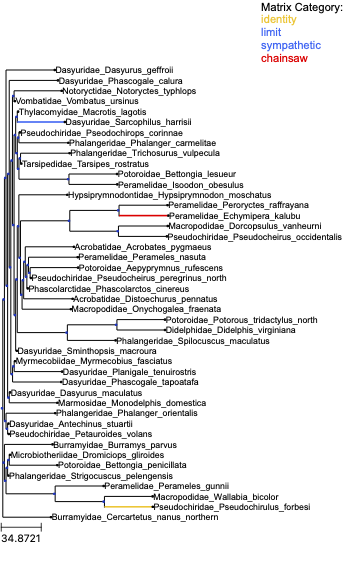 Matrix Category:
identity
limit
sympathetic
chainsaw
Dasyuridae_Dasyurus_geffroii
Dasyuridae_Phascogale_calura
Notoryctidae_Notoryctes_typhlops
Vombatidae_Vombatus_ursinus
Thylacomyidae_Macrotis_lagotis
Dasyuridae_Sarcophilus_harrisii
Pseudochiridae_Pseodochirops_corinnae
Phalangeridae_Phalanger_carmelitae
Phalangeridae_Trichosurus_vulpecula
Tarsipedidae_Tarsipes_rostratus
Potoroidae_Bettongia_lesueur
Peramelidae_Isoodon_obesulus
Hypsiprymnodontidae_Hypsiprymnodon_moschatus
Peramelidae_Peroryctes_raffrayana
Peramelidae_Echymipera_kalubu
Macropodidae_Dorcopsulus_vanheurni
Pseudochiridae_Pseudocheirus_occidentalis
Acrobatidae_Acrobates_pygmaeus
Peramelidae_Perameles_nasuta
Potoroidae_Aepyprymnus_rufescens
Pseudochiridae_Pseudocheirus_peregrinus_north
Phascolarctidae_Phascolarctos_cinereus
Acrobatidae_Distoechurus_pennatus
Macropodidae_Onychogalea_fraenata
Potoroidae_Potorous_tridactylus_north
Didelphidae_Didelphis_virginiana
Phalangeridae_Spilocuscus_maculatus
Dasyuridae_Sminthopsis_macroura
Myrmecobiidae_Myrmecobius_fasciatus
Dasyuridae_Planigale_tenuirostris
Dasyuridae_Phascogale_tapoatafa
Dasyuridae_Dasyurus_maculatus
Marmosidae_Monodelphis_domestica
Phalangeridae_Phalanger_orientalis
Dasyuridae_Antechinus_stuartii
Pseudochiridae_Petauroides_volans
Burramyidae_Burramys_parvus
Microbiotheriidae_Dromiciops_gliroides
Potoroidae_Bettongia_penicillata
Phalangeridae_Strigocuscus_pelengensis
Peramelidae_Perameles_gunnii
Macropodidae_Wallabia_bicolor
Pseudochiridae_Pseudochirulus_forbesi
Burramyidae_Cercartetus_nanus_northern
34.8721